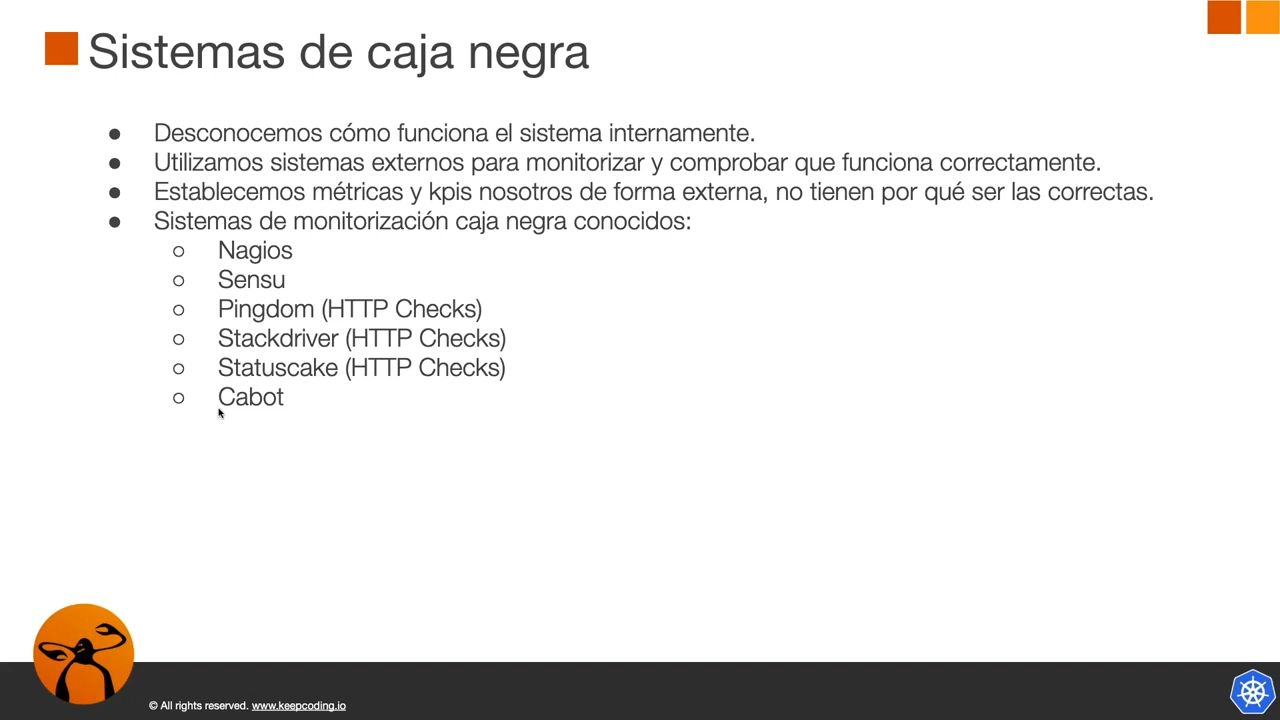 Sistemas de caja negra
● Desconocemos cómo funciona el sistema internamente.
● Utilizamos sistemas externos para monitorizar y comprobar que funciona correctamente.
● Establecemos métricas y kpis nosotros de forma externa, no tienen por qué ser las correctas.
● Sistemas de monitorización caja negra conocidos:
○ Nagios
○ Sensu
○ Pingdom (HTTP Checks)
○ Stackdriver (HTTP Checks)
○ Statuscake (HTTP Checks)
○ Cabot
© All rights reserved. www.keepcoding.io